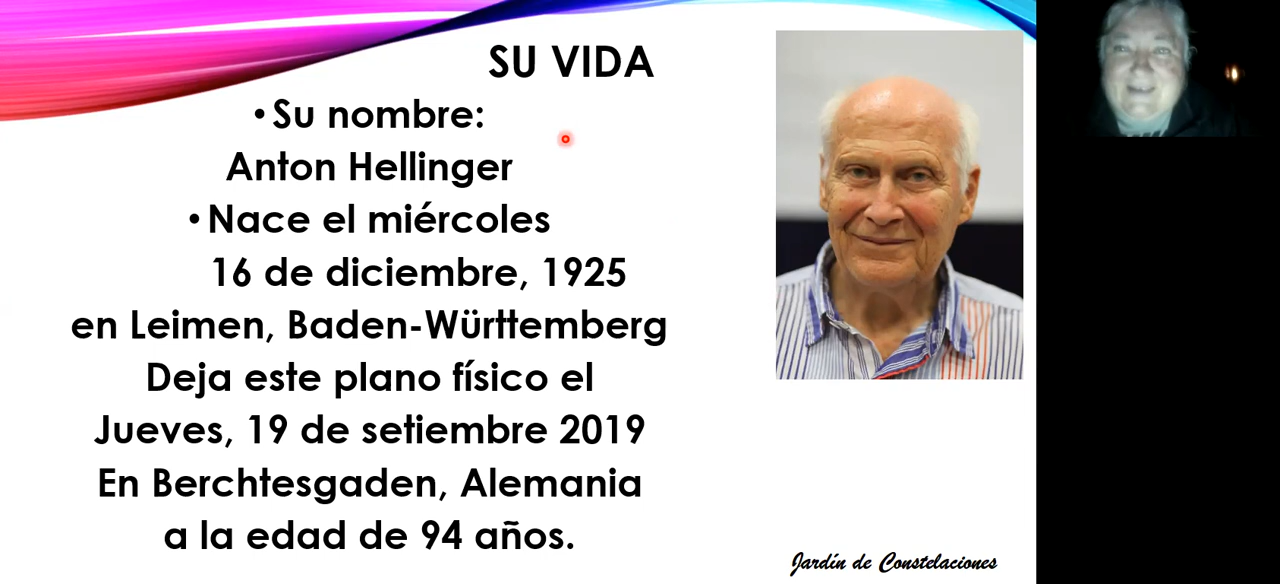 SU VIDA
•Su nombre:
Anton Hellinger
•Nace el miércoles
16 de diciembre, 1925
en Leimen, Baden-Württemberg
Deja este plano físico el
Jueves, 19 de setiembre 2019
En Berchtesgaden, Alemania
a la edad de 94 años.
Jardín de Constelaciones